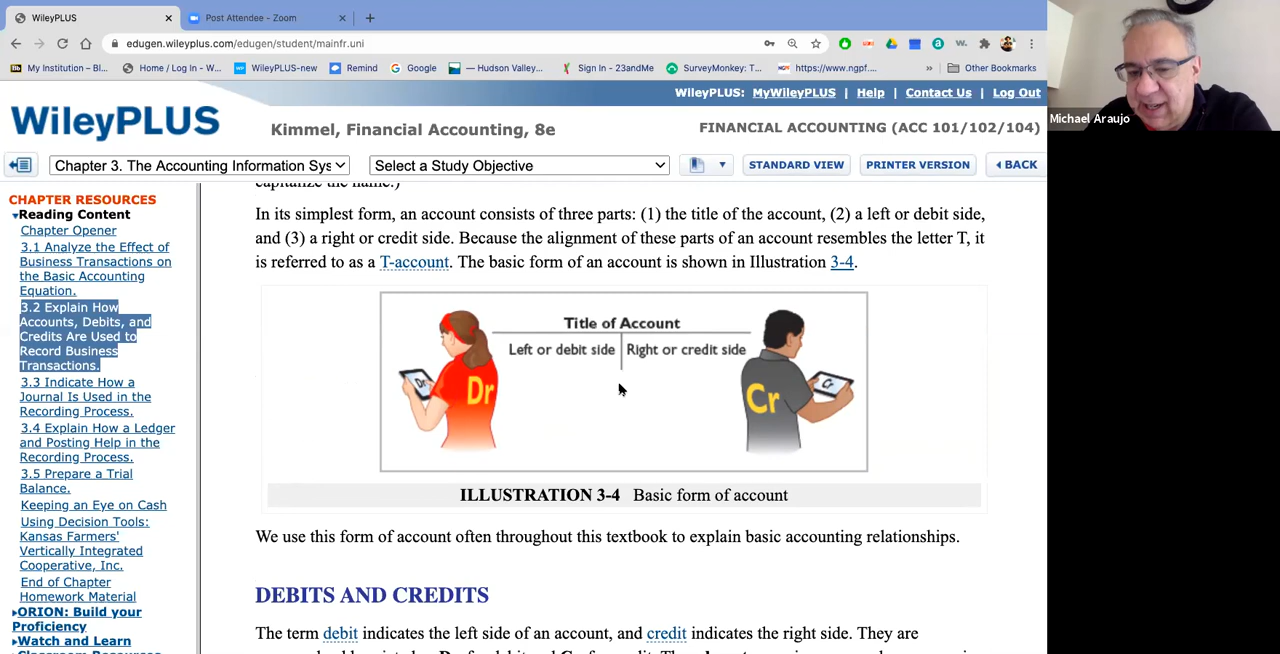 WileyPLUS
Post Attendee - Zoom
edugen.wileyplus.com/edugen/student/mainfr.uni
My Institution – Bl...
Home / Log In - W...
WileyPLUS-new
Remind
Google
— Hudson Valley...
Sign In - 23andMe
SurveyMonkey: T...
https://www.ngpf....
Other Bookmarks
WileyPLUS: MyWileyPLUS | Help | Contact Us | Log Out
Michael Araujo
WileyPLUS
Kimmel, Financial Accounting, 8e
FINANCIAL ACCOUNTING (ACC 101/102/104)
Chapter 3. The Accounting Information Sys
Select a Study Objective
STANDARD VIEW
PRINTER VERSION
BACK
CHAPTER RESOURCES
Reading Content
Chapter Opener
3.1 Analyze the Effect of
Business Transactions on
the Basic Accounting
Equation.
3.2 Explain How
Accounts, Debits, and
Credits Are Used to
Record Business
Transactions.
3.3 Indicate How a
Journal Is Used in the
Recording Process.
3.4 Explain How a Ledger
and Posting Help in the
Recording Process.
3.5 Prepare a Trial
Balance.
Keeping an Eye on Cash
Using Decision Tools:
Kansas Farmers'
Vertically Integrated
Cooperative, Inc.
End of Chapter
Homework Material
ORION: Build your
Proficiency
Watch and Learn
capitalize the name.)
In its simplest form, an account consists of three parts: (1) the title of the account, (2) a left or debit side,
and (3) a right or credit side. Because the alignment of these parts of an account resembles the letter T, it
is referred to as a T-account. The basic form of an account is shown in Illustration 3-4.
Title of Account
Left or debit side
Right or credit side
Dr
Dr
Cr
Cr
ILLUSTRATION 3-4 Basic form of account
We use this form of account often throughout this textbook to explain basic accounting relationships.
DEBITS AND CREDITS
The term debit indicates the left side of an account, and credit indicates the right side. They are